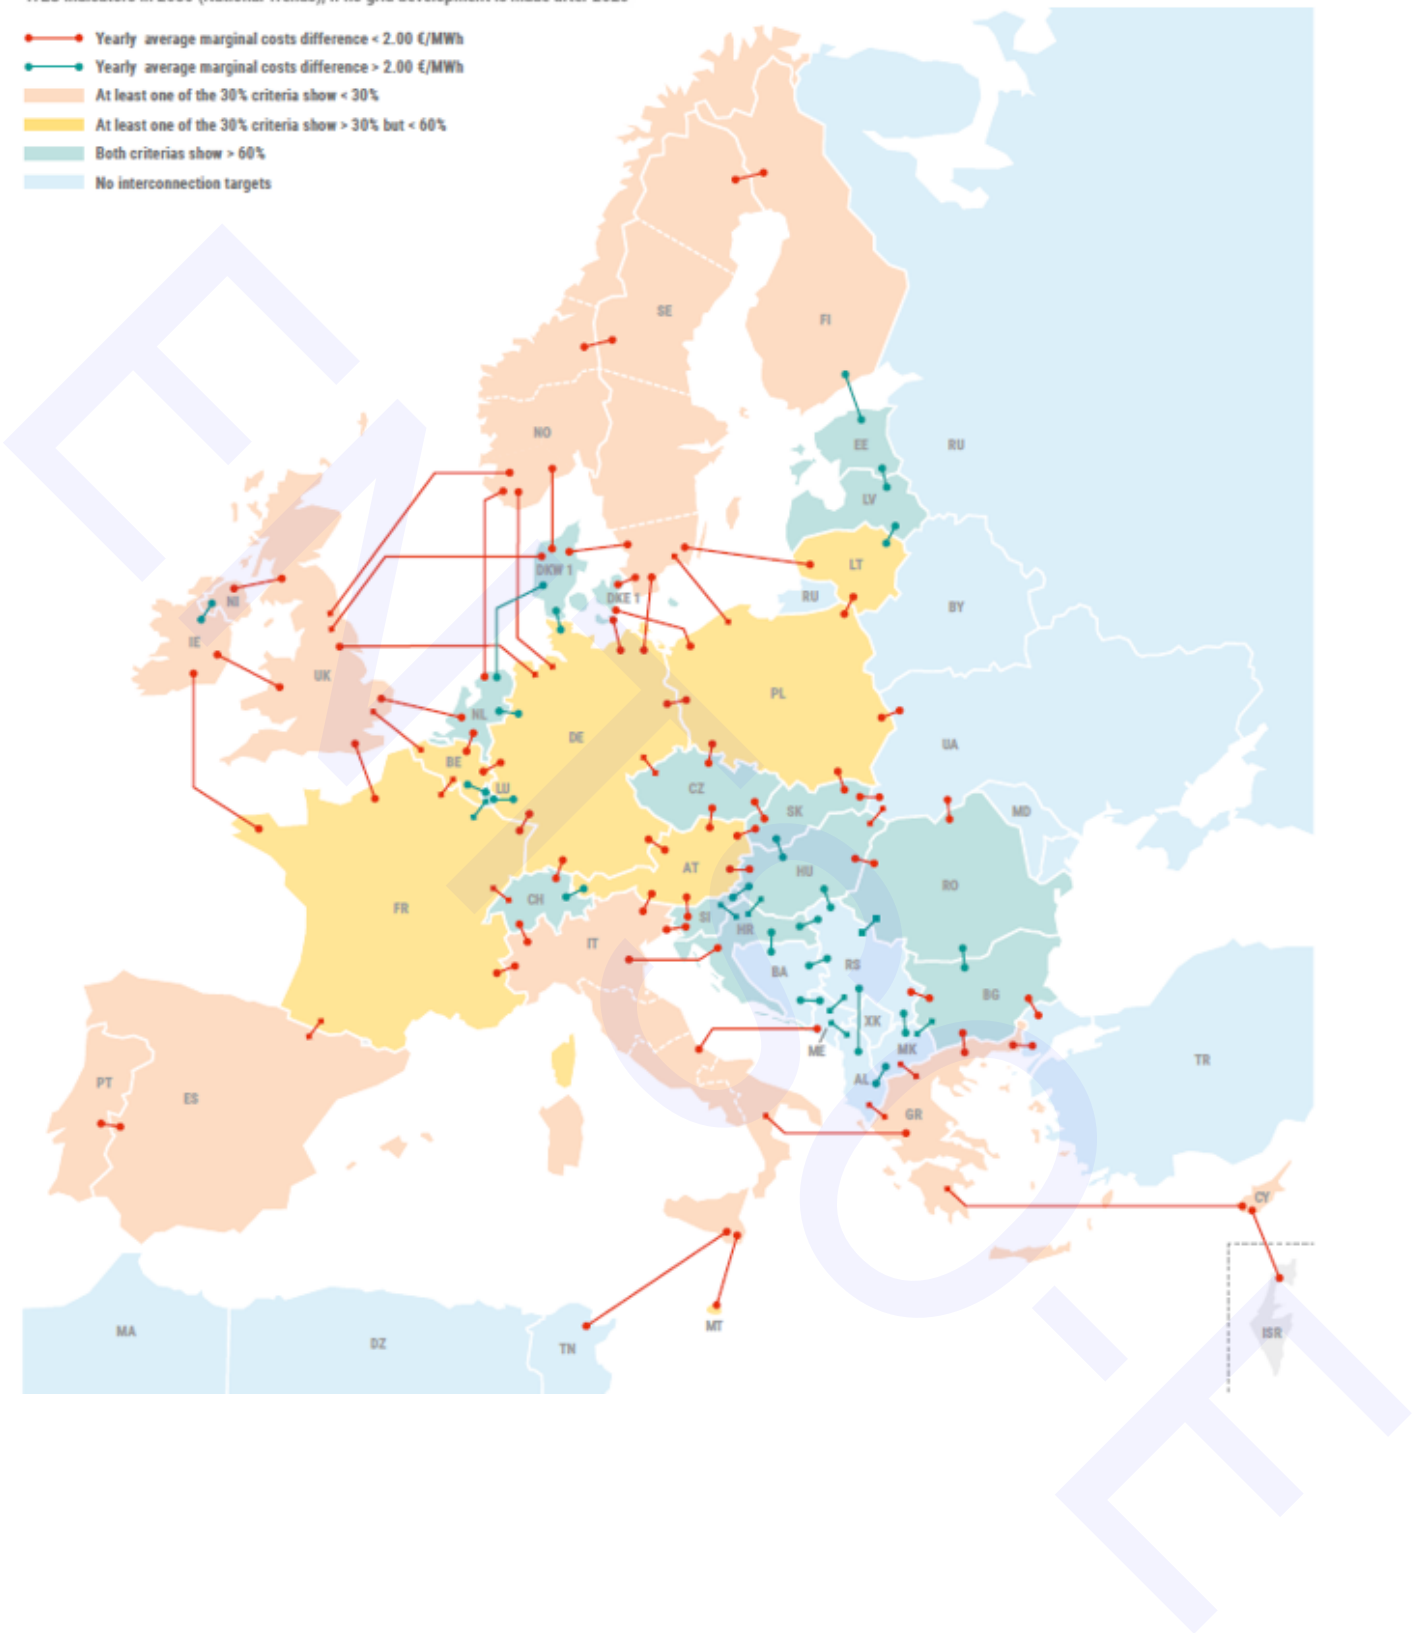 Yearly average marginal costs difference < 2.00 €/MWh
Yearly average marginal costs difference > 2.00 €/MWh
At least one of the 30% criteria show < 30%
At least one of the 30% criteria show > 30% but < 60%
Both criterias show > 60%
No interconnection targets
SE
FI
NO
EE
RU
LV
DKW 1
LT
DKE 1
RU
BY
NI
IE
UK
PL
NL
DE
UA
BE
LU
CZ
SK
MD
AT
HU
RO
CH
FR
SI
HR
IT
BA
RS
BG
XK
ME
MK
TR
PT
AL
ES
GR
CY
MT
MA
DZ
TN
ISR